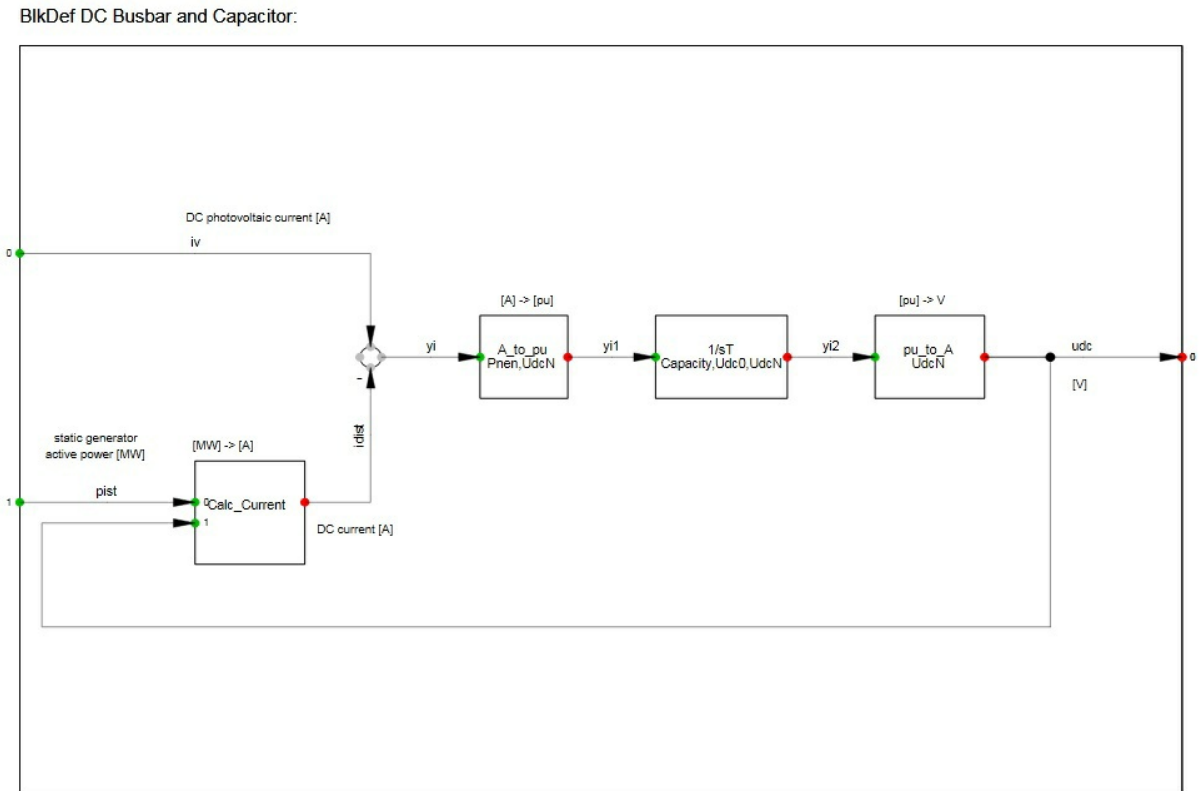 BlkDef DC Busbar and Capacitor:
DC photovoltaic current [A]
iv
0
[A] -> [pu]
[pu] -> V
A_to_pu
Pnen,UdcN
1/sT
Capacity,Udc0,UdcN
pu_to_A
UdcN
yi
yi1
yi2
udc
0
[V]
-
idist
static generator
active power [MW]
[MW] -> [A]
pist
1
0
Calc_Current
1
DC current [A]